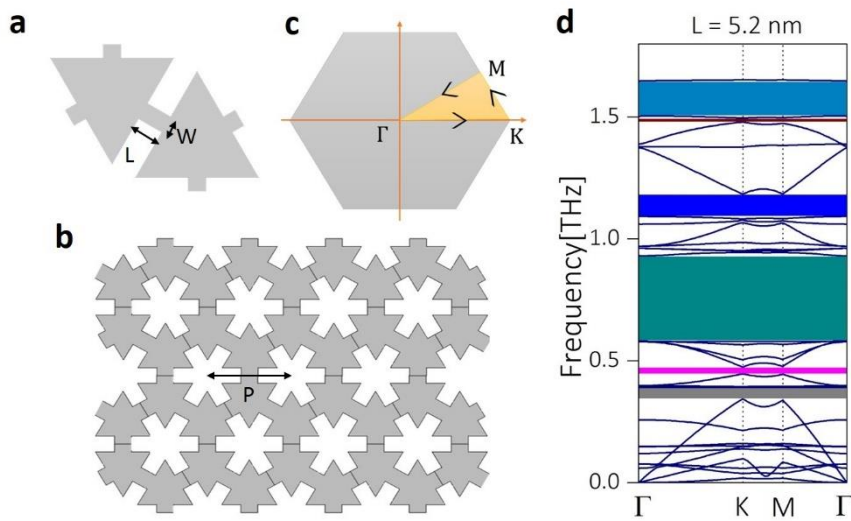 a
L
W
b
P
c
M
Γ
K
d
L = 5.2 nm
Frequency[THz]
1.5
1.0
0.5
0.0
Γ
K
M
Γ